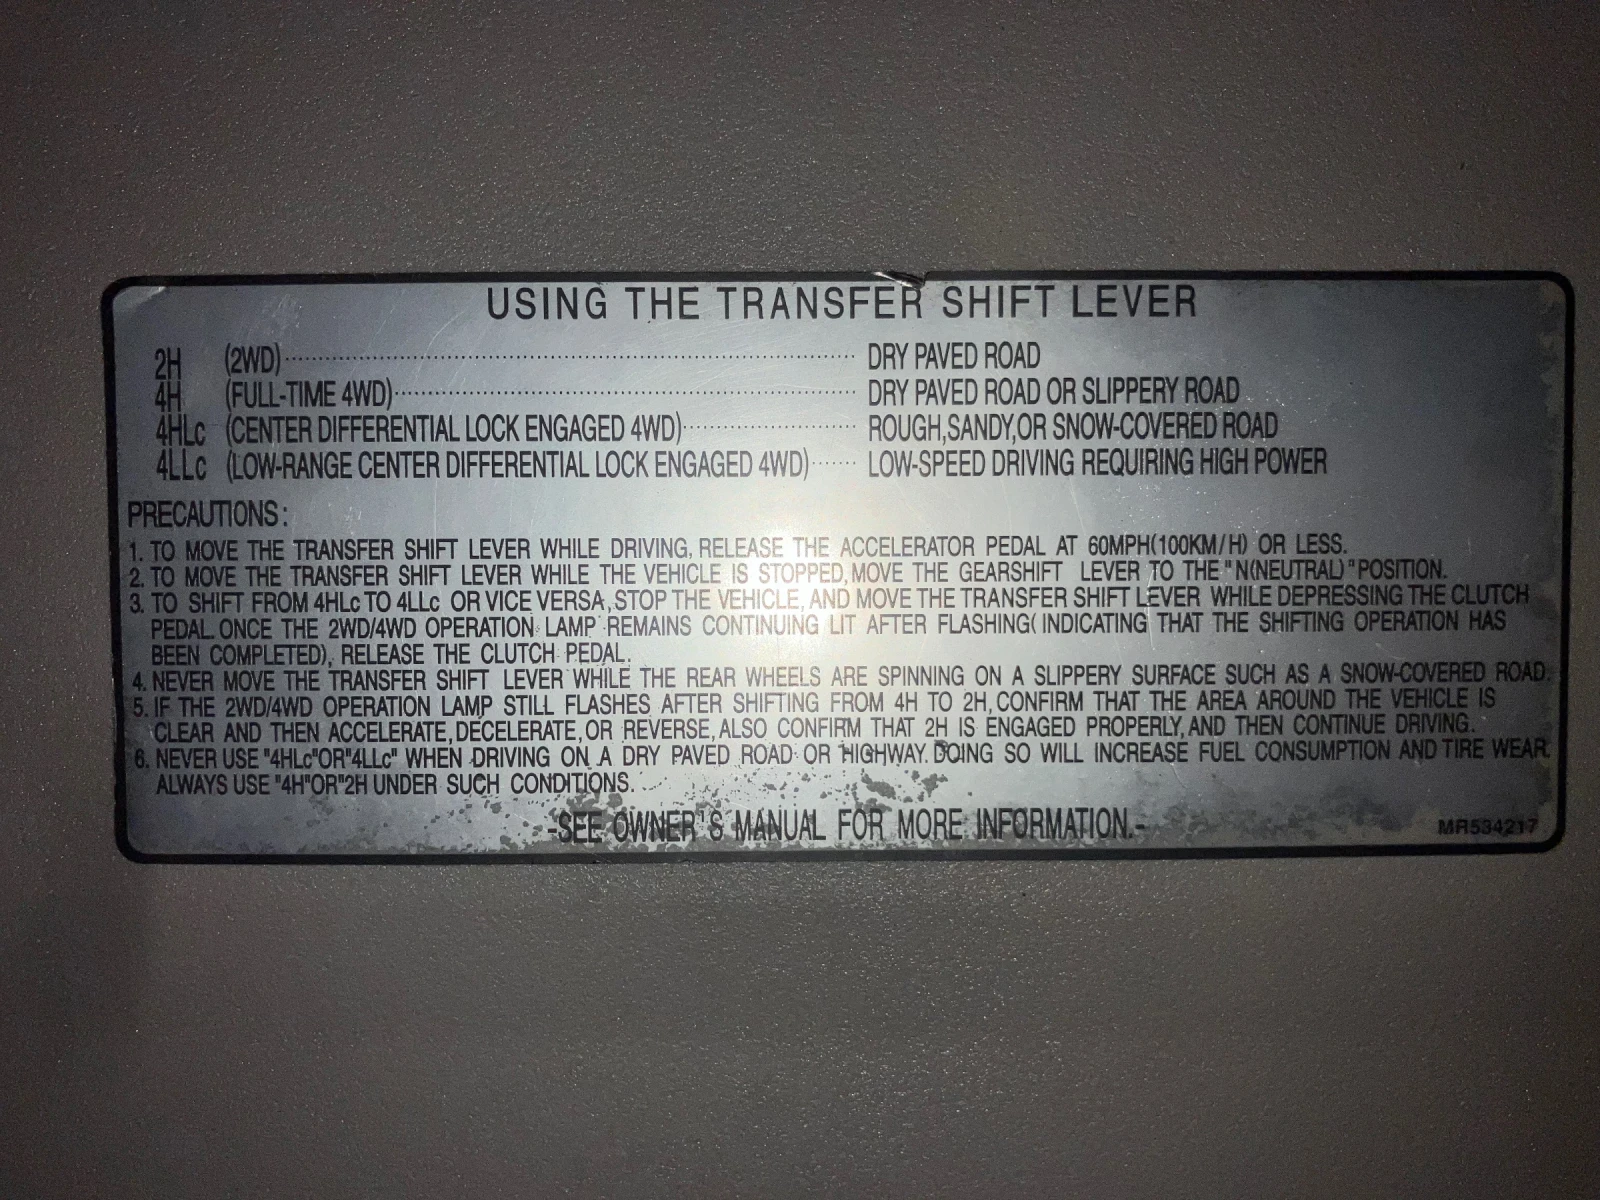 USING THE TRANSFER SHIFT LEVER
2H (2WD)······ DRY PAVED ROAD
4H (FULL-TIME 4WD)······ DRY PAVED ROAD OR SLIPPERY ROAD
4HLc (CENTER DIFFERENTIAL LOCK ENGAGED 4WD)······ ROUGH,SANDY,OR SNOW-COVERED ROAD
4LLc (LOW-RANGE CENTER DIFFERENTIAL LOCK ENGAGED 4WD)······ LOW-SPEED DRIVING REQUIRING HIGH POWER
PRECAUTIONS:
1. TO MOVE THE TRANSFER SHIFT LEVER WHILE DRIVING, RELEASE THE ACCELERATOR PEDAL AT 60MPH(100KM/H) OR LESS.
2. TO MOVE THE TRANSFER SHIFT LEVER WHILE THE VEHICLE IS STOPPED,MOVE THE GEARSHIFT LEVER TO THE "N(NEUTRAL)"POSITION.
3. TO SHIFT FROM 4HLc TO 4LLc OR VICE VERSA,STOP THE VEHICLE, AND MOVE THE TRANSFER SHIFT LEVER WHILE DEPRESSING THE CLUTCH
PEDAL. ONCE THE 2WD/4WD OPERATION LAMP REMAINS CONTINUING LIT AFTER FLASHING(INDICATING THAT THE SHIFTING OPERATION HAS
BEEN COMPLETED), RELEASE THE CLUTCH PEDAL.
4. NEVER MOVE THE TRANSFER SHIFT LEVER WHILE THE REAR WHEELS ARE SPINNING ON A SLIPPERY SURFACE SUCH AS A SNOW-COVERED ROAD.
5. IF THE 2WD/4WD OPERATION LAMP STILL FLASHES AFTER SHIFTING FROM 4H TO 2H,CONFIRM THAT THE AREA AROUND THE VEHICLE IS
CLEAR AND THEN ACCELERATE,DECELERATE,OR REVERSE,ALSO CONFIRM THAT 2H IS ENGAGED PROPERLY,AND THEN CONTINUE DRIVING.
6. NEVER USE "4HLc"OR"4LLc" WHEN DRIVING ON A DRY PAVED ROAD OR HIGHWAY. DOING SO WILL INCREASE FUEL CONSUMPTION AND TIRE WEAR.
ALWAYS USE "4H"OR"2H UNDER SUCH CONDITIONS.
-SEE OWNER'S MANUAL FOR MORE INFORMATION.-
MR534217